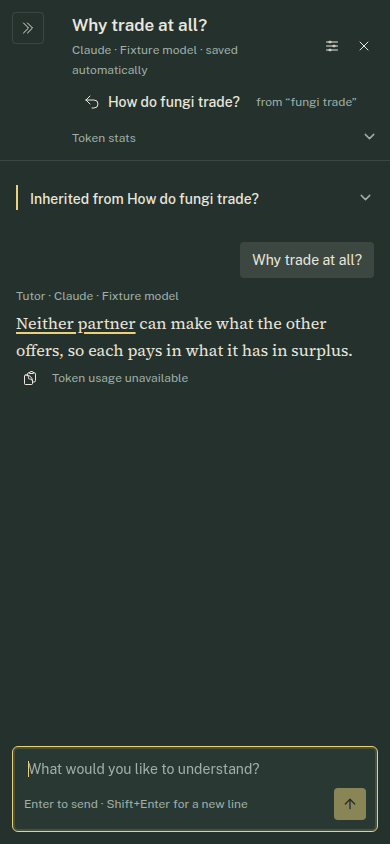 Why trade at all?
Claude · Fixture model · saved
automatically
How do fungi trade? from “fungi trade”
Token stats
Inherited from How do fungi trade?
Why trade at all?
Tutor · Claude · Fixture model
Neither partner can make what the other
offers, so each pays in what it has in surplus.
Token usage unavailable
What would you like to understand?
Enter to send · Shift+Enter for a new line